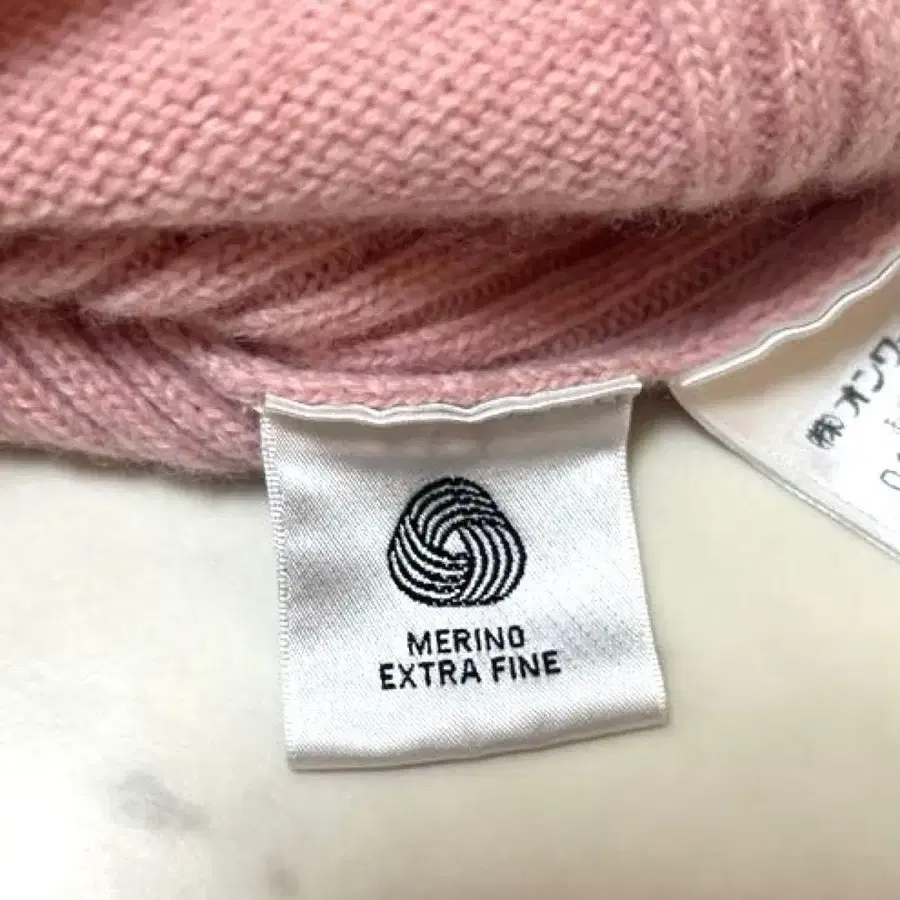 MERINO
EXTRA FINE
㈱オンワ